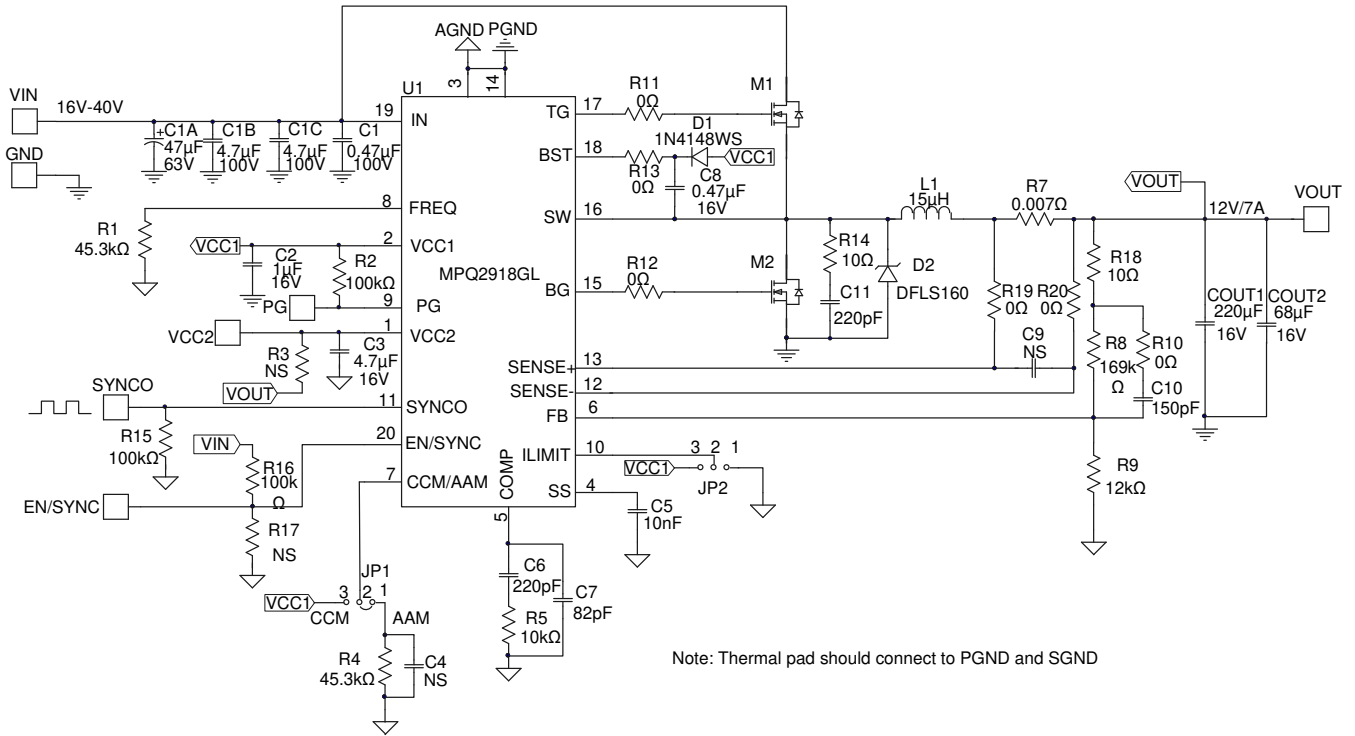 AGND PGND
3
14
U1
VIN
16V-40V
GND
C1A
47µF
63V
C1B
4.7µF
100V
C1C
4.7µF
100V
C1
0.47µF
100V
19
IN
8
FREQ
R1
45.3kΩ
VCC1
2
VCC1
C2
1µF
16V
R2
100kΩ
MPQ2918GL
PG
9
PG
VCC2
1
VCC2
R3
NS
C3
4.7µF
16V
VOUT
SYNCO
11
SYNCO
R15
100kΩ
VIN
20
EN/SYNC
R16
100k
Ω
7
CCM/AAM
EN/SYNC
R17
NS
COMP
5
JP1
VCC1
3
2
1
CCM
AAM
R4
45.3kΩ
C4
NS
C6
220pF
R5
10kΩ
C7
82pF
TG
17
R11
0Ω
M1
D1
1N4148WS
BST
18
VCC1
R13
0Ω
C8
0.47µF
16V
SW
16
L1
15µH
R7
0.007Ω
VOUT
12V/7A
VOUT
BG
15
R12
0Ω
M2
R14
10Ω
C11
220pF
D2
DFLS160
R19
0Ω
R20
0Ω
C9
NS
R18
10Ω
R8
169k
Ω
R10
0Ω
C10
150pF
COUT1
220µF
16V
COUT2
68µF
16V
SENSE+
13
SENSE-
12
FB
6
ILIMIT
10
VCC1
3
2
1
JP2
SS
4
C5
10nF
R9
12kΩ
Note: Thermal pad should connect to PGND and SGND